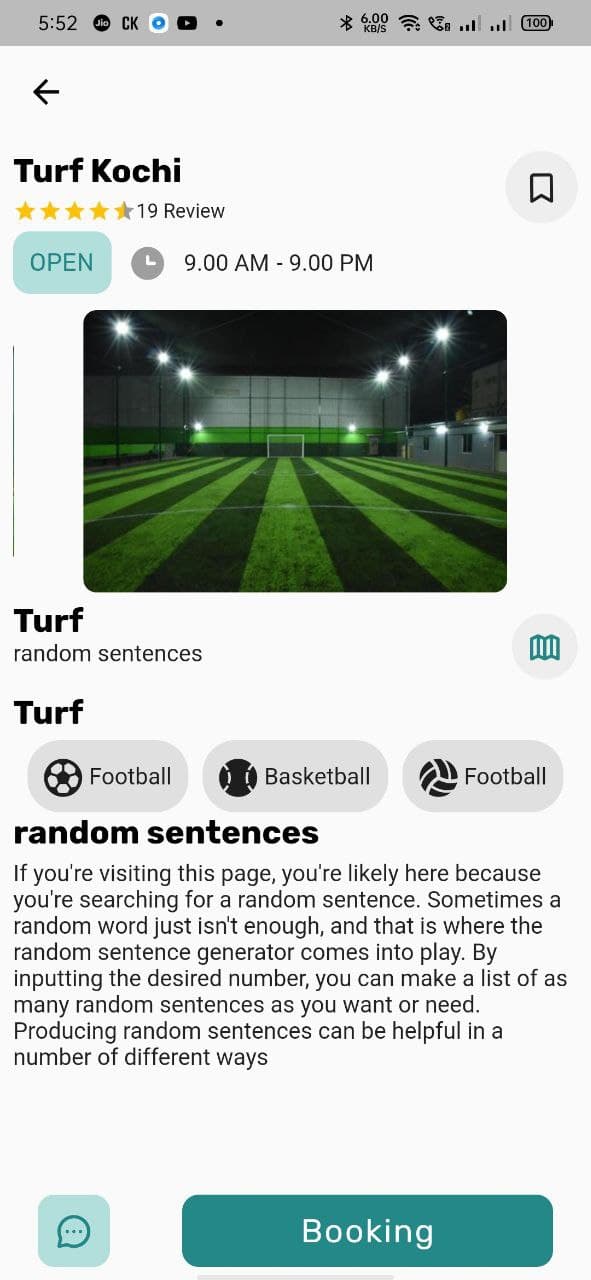 5:52 Jio CK 6.00 KB/S 100
Turf Kochi
19 Review
OPEN 9.00 AM - 9.00 PM
Turf
random sentences
Turf
Football Basketball Football
random sentences
If you're visiting this page, you're likely here because
you're searching for a random sentence. Sometimes a
random word just isn't enough, and that is where the
random sentence generator comes into play. By
inputting the desired number, you can make a list of as
many random sentences as you want or need.
Producing random sentences can be helpful in a
number of different ways
Booking